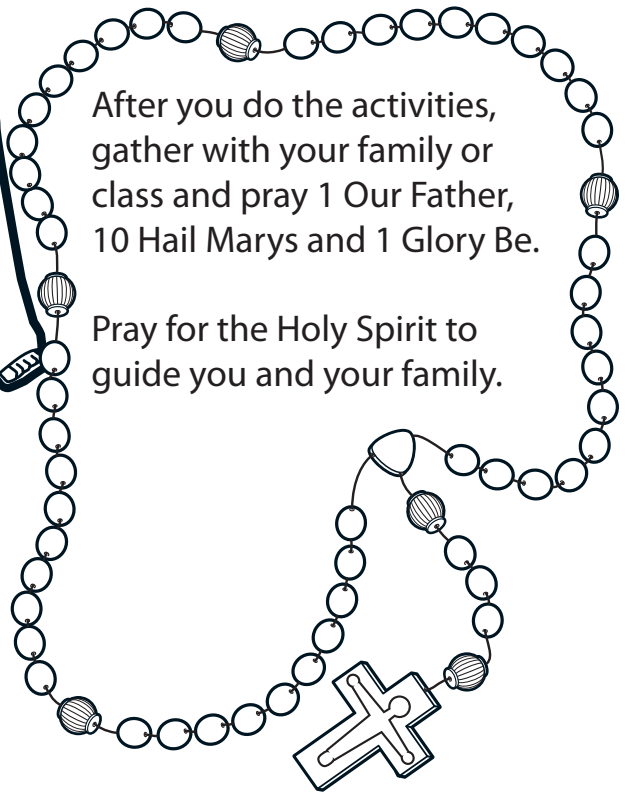 After you do the activities,
gather with your family or
class and pray 1 Our Father,
10 Hail Marys and 1 Glory Be.
Pray for the Holy Spirit to
guide you and your family.